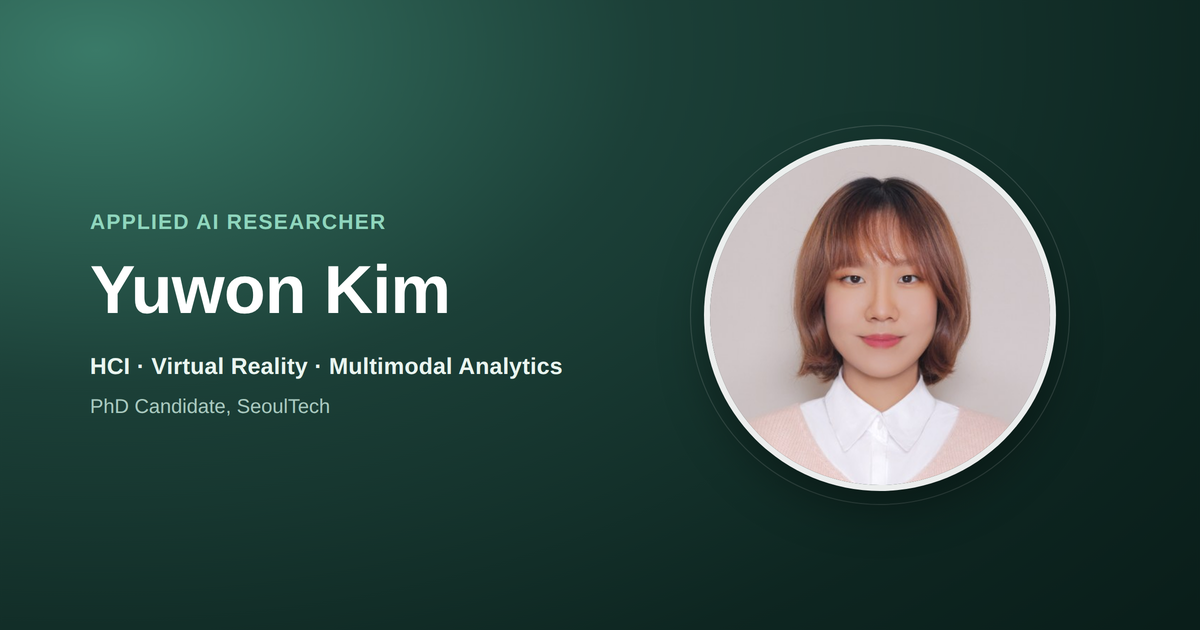 APPLIED AI RESEARCHER
Yuwon Kim
HCI · Virtual Reality · Multimodal Analytics
PhD Candidate, SeoulTech